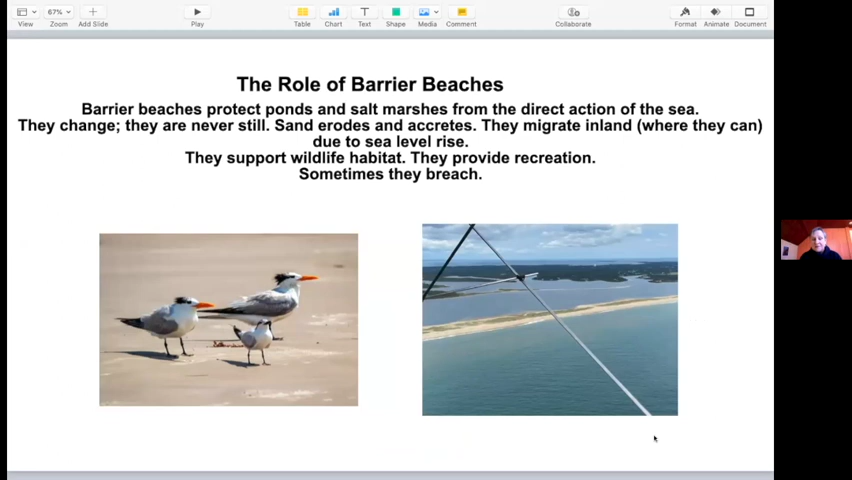 67%
View Zoom Add Slide Play Table Chart Text Shape Media Comment Collaborate Format Animate Document
The Role of Barrier Beaches
Barrier beaches protect ponds and salt marshes from the direct action of the sea.
They change; they are never still. Sand erodes and accretes. They migrate inland (where they can)
due to sea level rise.
They support wildlife habitat. They provide recreation.
Sometimes they breach.